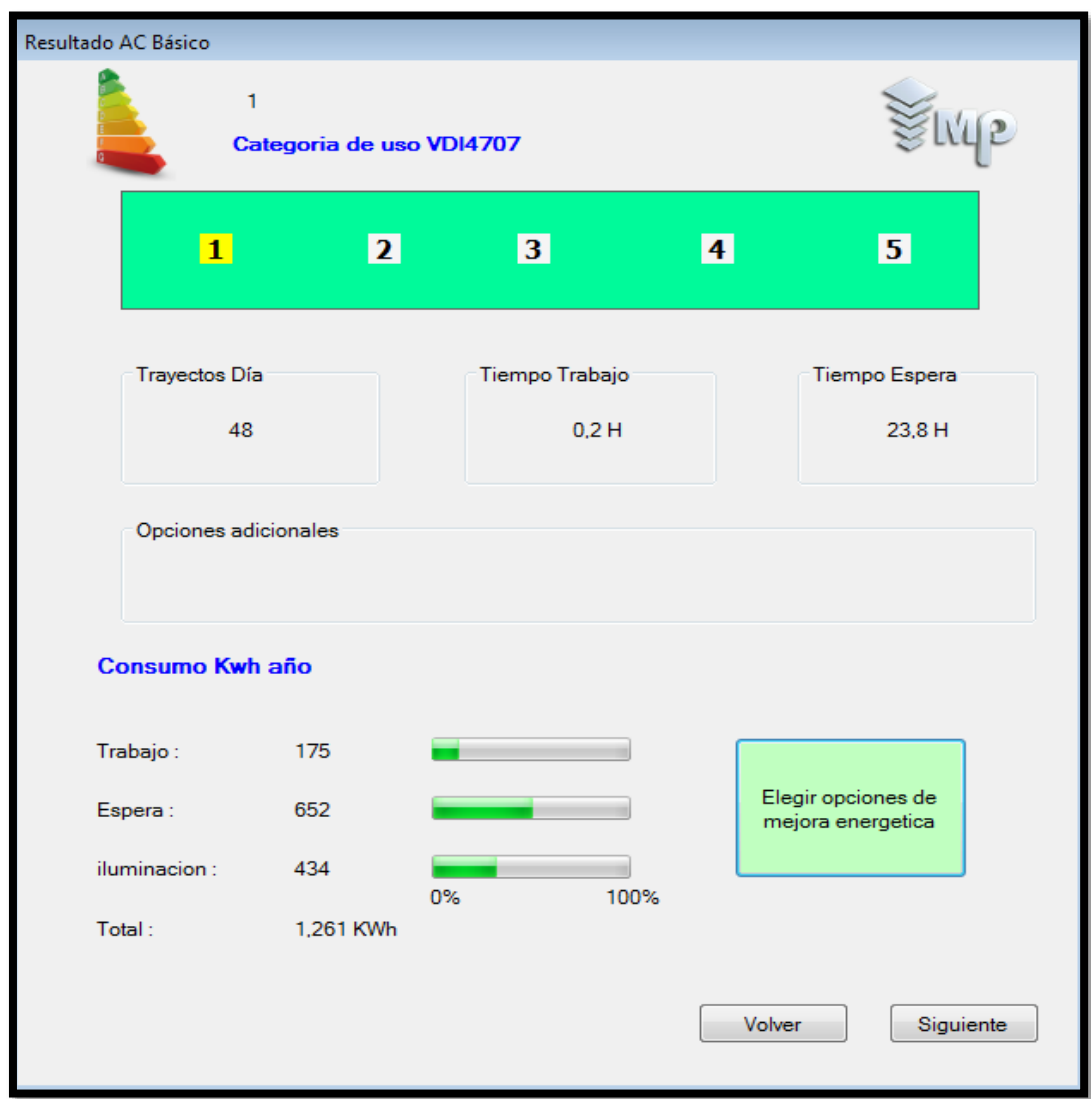 Resultado AC Básico
1
Categoria de uso VDI4707
Mp
1 2 3 4 5
Trayectos Día Tiempo Trabajo Tiempo Espera
48 0,2 H 23,8 H
Opciones adicionales
Consumo Kwh año
Trabajo : 175
Espera : 652
Elegir opciones de
mejora energetica
iluminacion : 434
0% 100%
Total : 1,261 KWh
Volver Siguiente